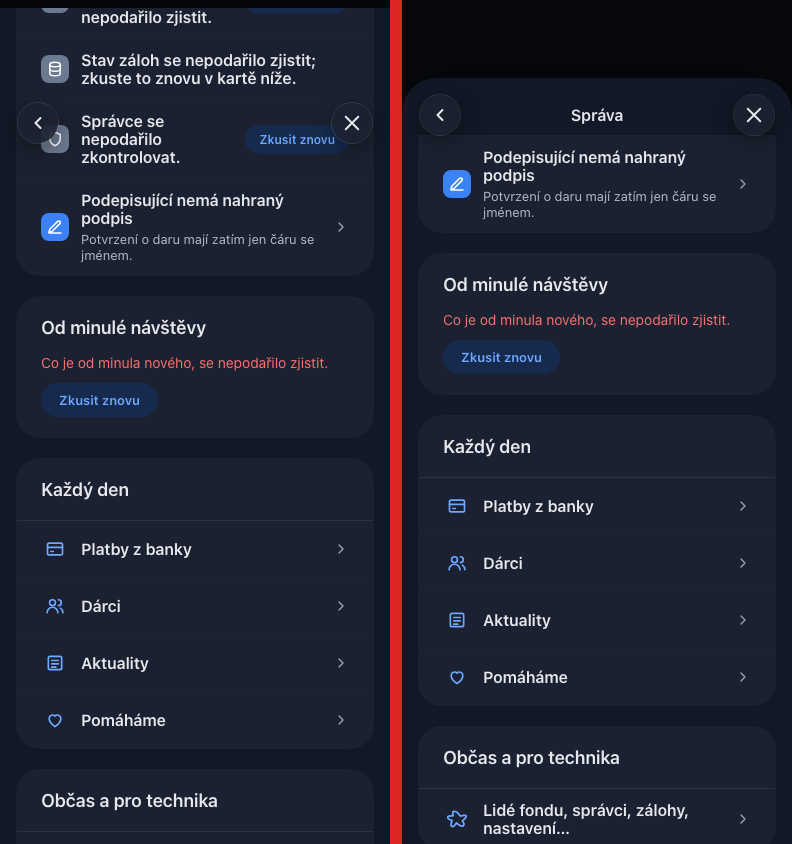 nepodařilo zjistit.
Stav záloh se nepodařilo zjistit;
zkuste to znovu v kartě níže.
Správce se
nepodařilo
zkontrolovat.
Zkusit znovu
Podepisující nemá nahraný
podpis
Potvrzení o daru mají zatím jen čáru se
jménem.
Od minulé návštěvy
Co je od minula nového, se nepodařilo zjistit.
Zkusit znovu
Každý den
Platby z banky
Dárci
Aktuality
Pomáháme
Občas a pro technika
Správa
Podepisující nemá nahraný
podpis
Potvrzení o daru mají zatím jen čáru se
jménem.
Od minulé návštěvy
Co je od minula nového, se nepodařilo zjistit.
Zkusit znovu
Každý den
Platby z banky
Dárci
Aktuality
Pomáháme
Občas a pro technika
Lidé fondu, správci, zálohy,
nastavení…